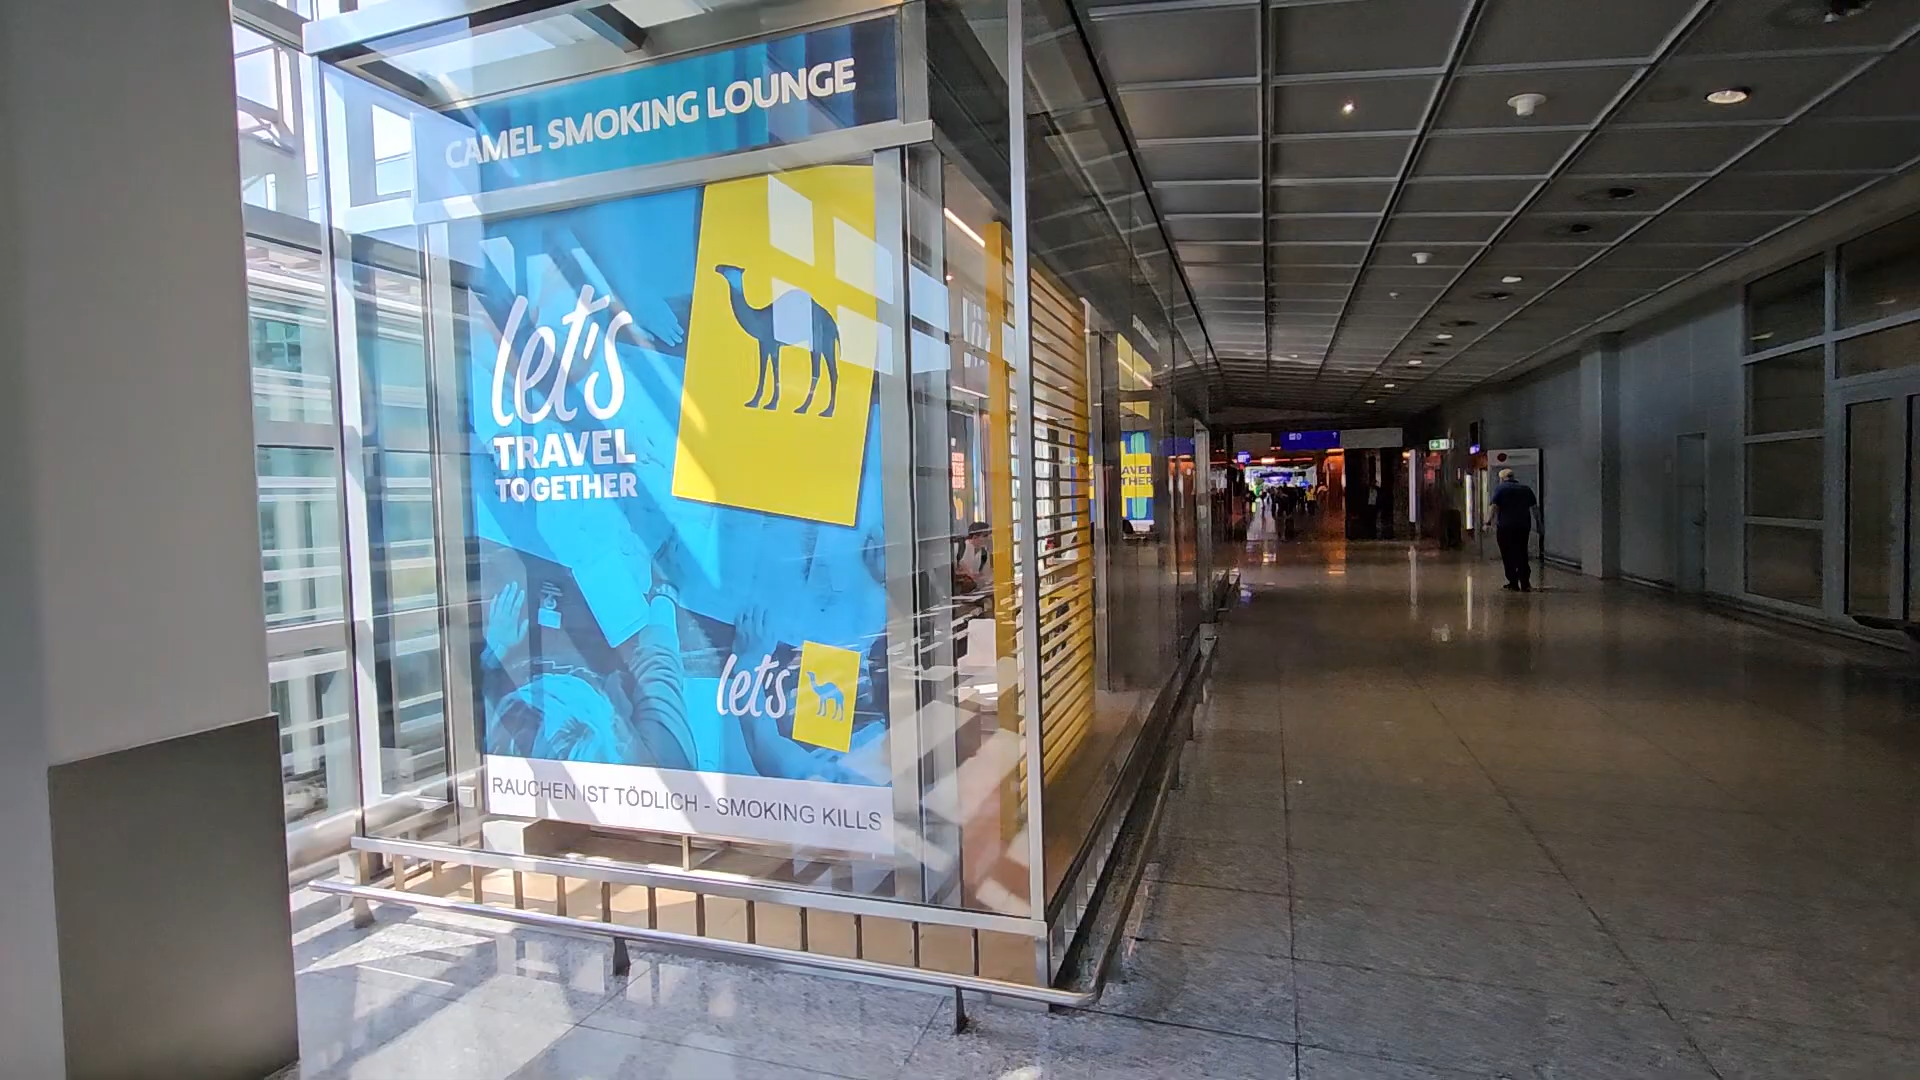 CAMEL SMOKING LOUNGE
let's
TRAVEL
TOGETHER
let's
RAUCHEN IST TÖDLICH - SMOKING KILLS